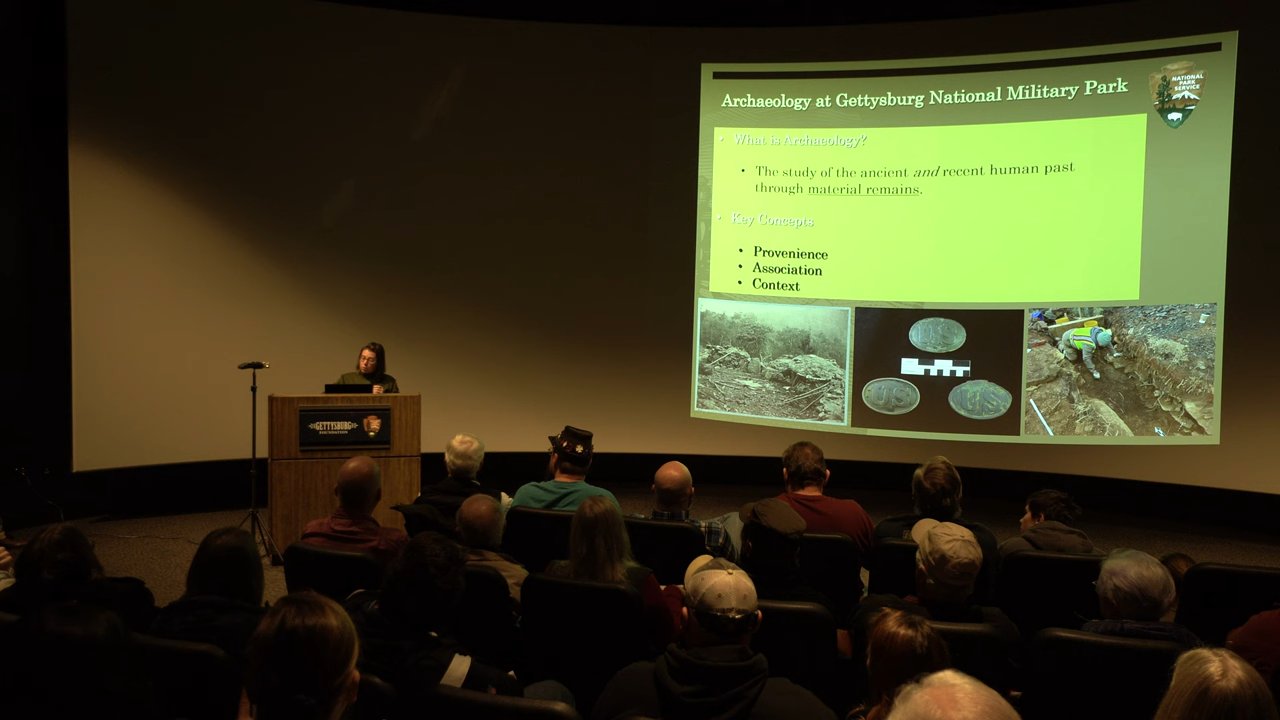 Archaeology at Gettysburg National Military Park
NATIONAL
PARK
SERVICE
• What is Archaeology?
• The study of the ancient and recent human past
through material remains.
• Key Concepts
• Provenience
• Association
• Context
US
US
US
GETTYSBURG
FOUNDATION